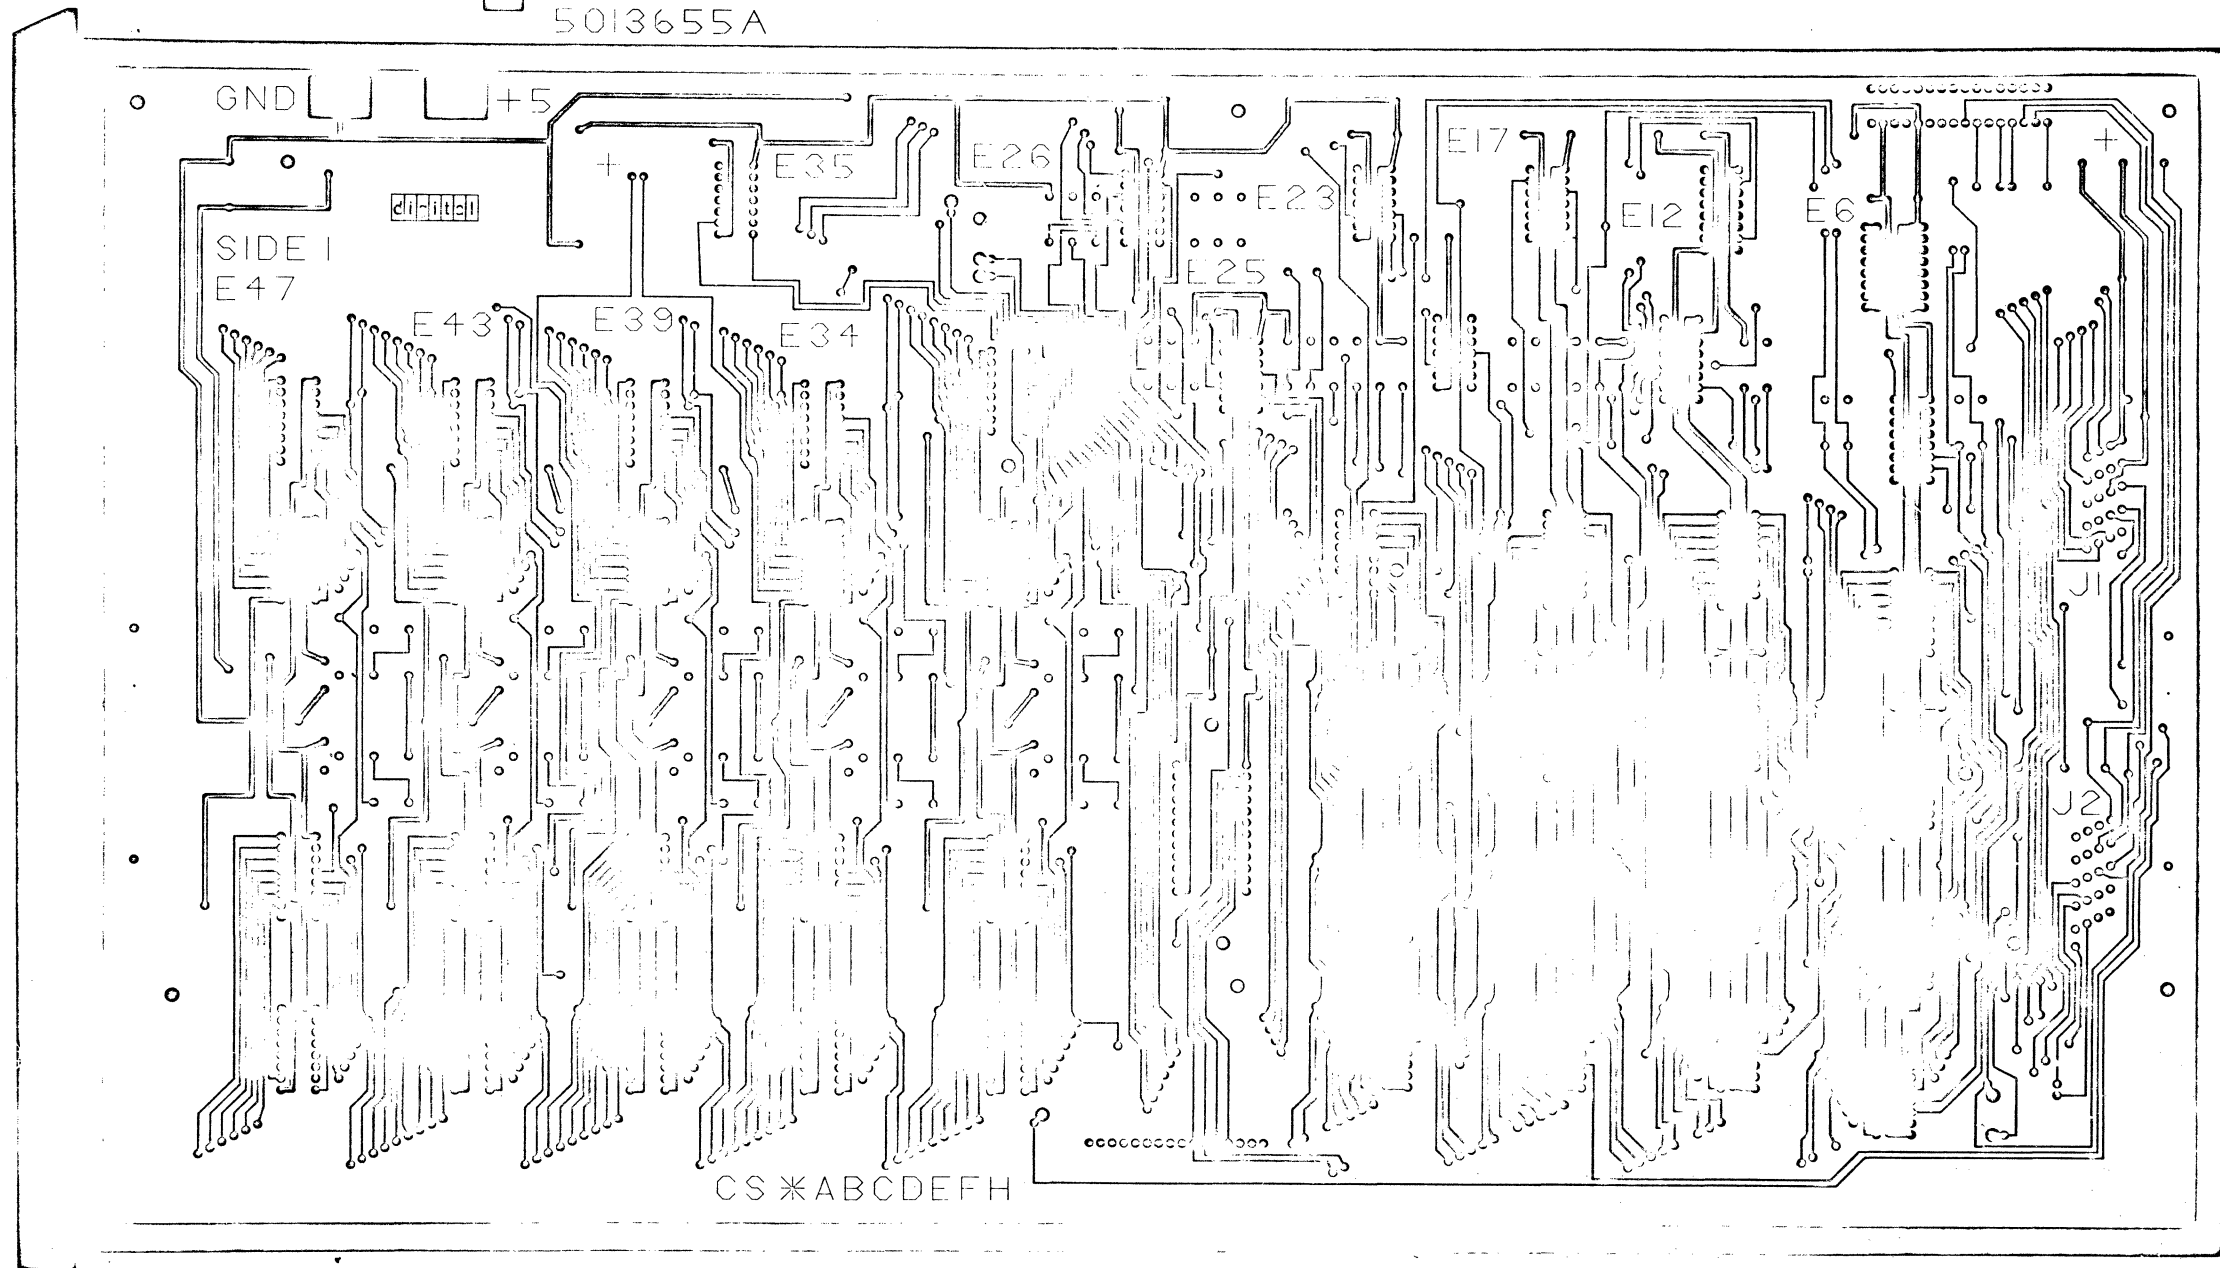 5013655A
GND +5
+ E35 E26 E23 E17 E12 E6 +
digital
SIDE 1
E47
E25
E43 E39 E34
J1
J2
CS*ABCDEFH